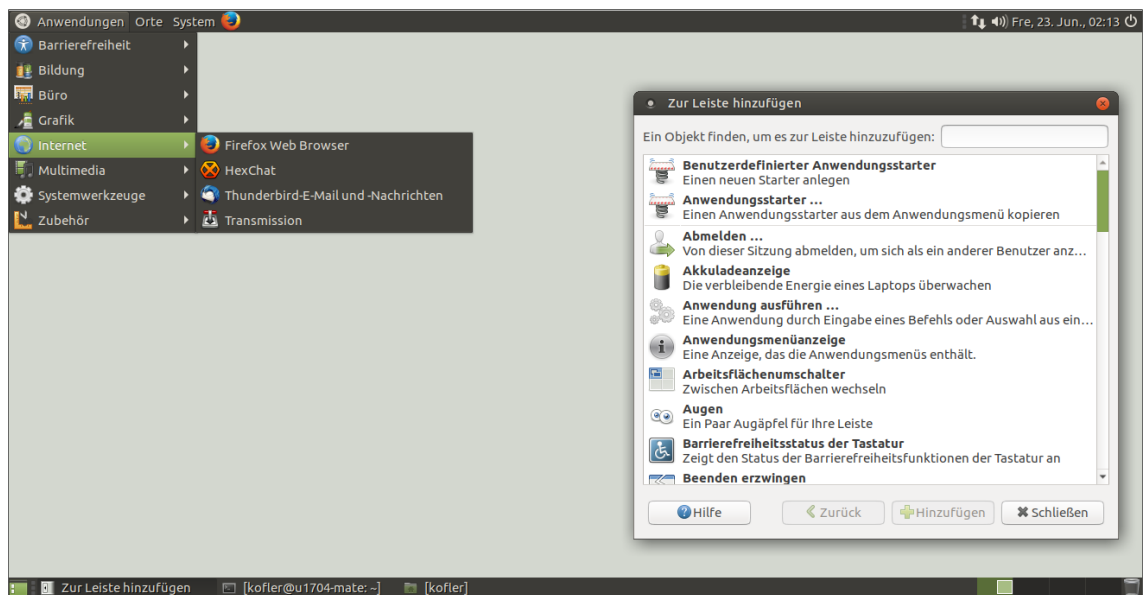 Anwendungen Orte System Fre, 23. Jun., 02:13
Barrierefreiheit
Bildung
Büro
Grafik
Internet
Multimedia
Systemwerkzeuge
Zubehör
Firefox Web Browser
HexChat
Thunderbird-E-Mail und -Nachrichten
Transmission
Zur Leiste hinzufügen
Ein Objekt finden, um es zur Leiste hinzuzufügen:
Benutzerdefinierter Anwendungsstarter
Einen neuen Starter anlegen
Anwendungsstarter ...
Einen Anwendungsstarter aus dem Anwendungsmenü kopieren
Abmelden ...
Von dieser Sitzung abmelden, um sich als ein anderer Benutzer anz...
Akkuladeanzeige
Die verbleibende Energie eines Laptops überwachen
Anwendung ausführen ...
Eine Anwendung durch Eingabe eines Befehls oder Auswahl aus ein...
Anwendungsmenüanzeige
Eine Anzeige, das die Anwendungsmenüs enthält.
Arbeitsflächenumschalter
Zwischen Arbeitsflächen wechseln
Augen
Ein Paar Augäpfel für Ihre Leiste
Barrierefreiheitsstatus der Tastatur
Zeigt den Status der Barrierefreiheitsfunktionen der Tastatur an
Beenden erzwingen
Hilfe Zurück Hinzufügen Schließen
Zur Leiste hinzufügen [kofler@u1704-mate: ~] [kofler]